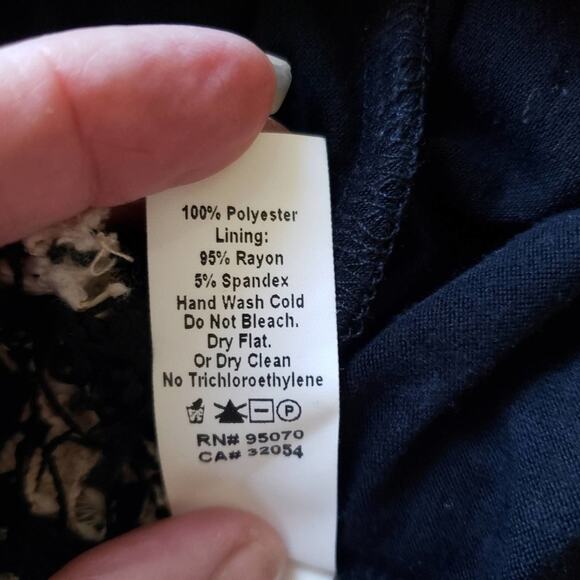 100% Polyester
Lining:
95% Rayon
5% Spandex
Hand Wash Cold
Do Not Bleach.
Dry Flat.
Or Dry Clean
No Trichloroethylene
P
RN# 95070
CA# 32054